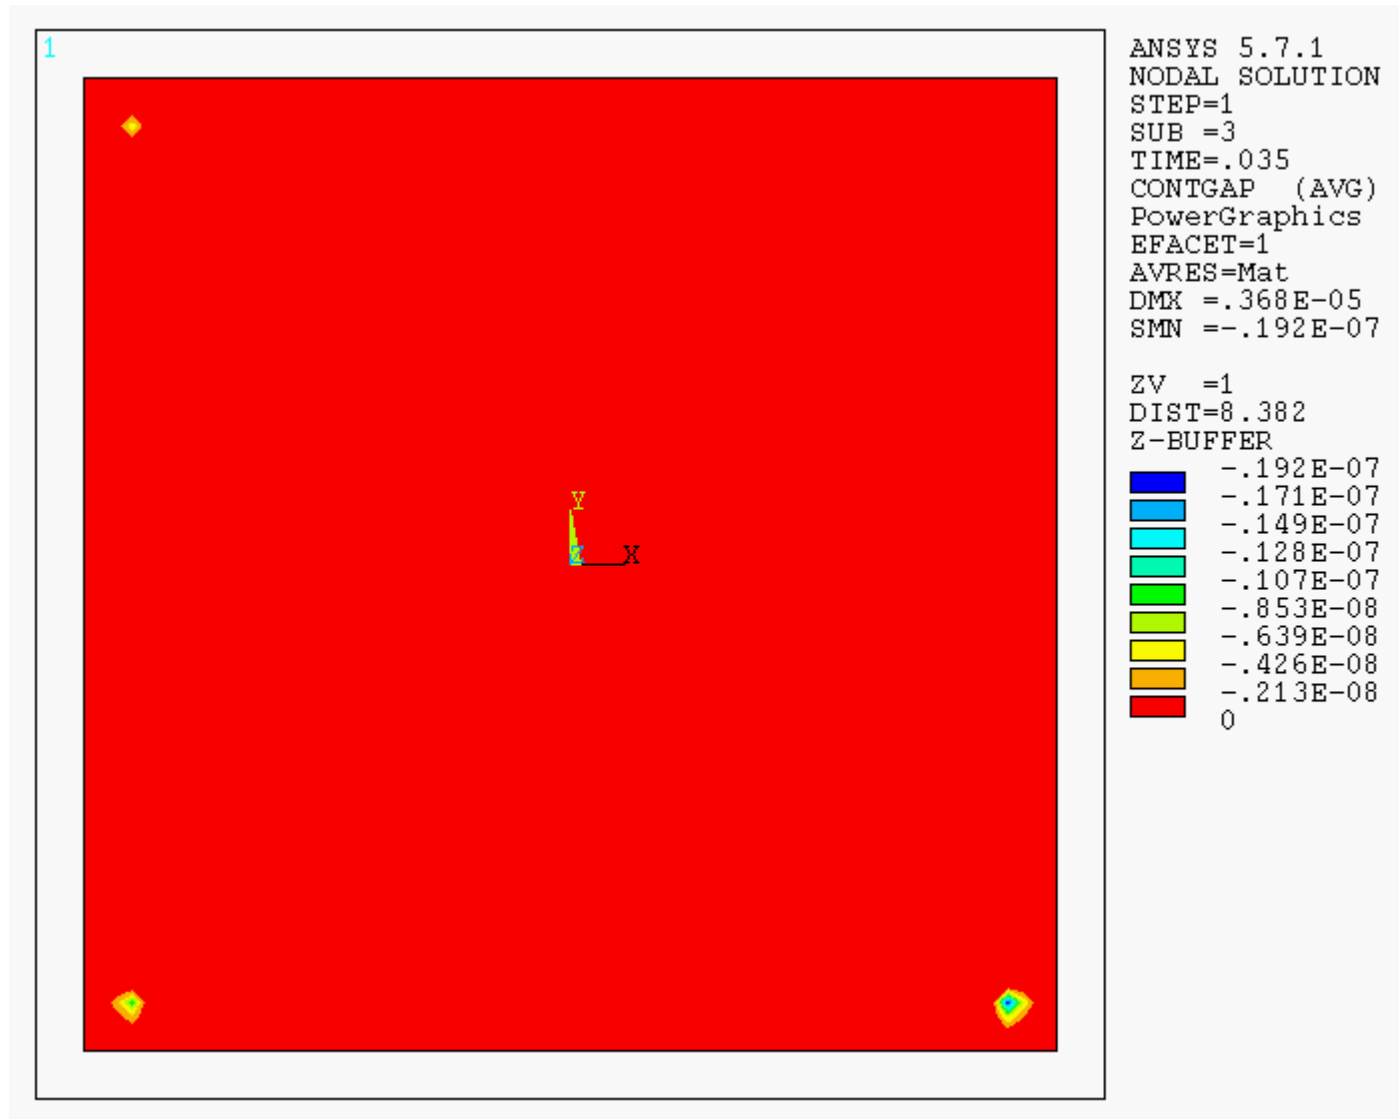 1
ANSYS 5.7.1
NODAL SOLUTION
STEP=1
SUB =3
TIME=.035
CONTGAP (AVG)
PowerGraphics
EFACET=1
AVRES=Mat
DMX =.368E-05
SMN =-.192E-07
ZV =1
DIST=8.382
Z-BUFFER
-.192E-07
-.171E-07
-.149E-07
-.128E-07
-.107E-07
-.853E-08
-.639E-08
-.426E-08
-.213E-08
0
Y
Z X